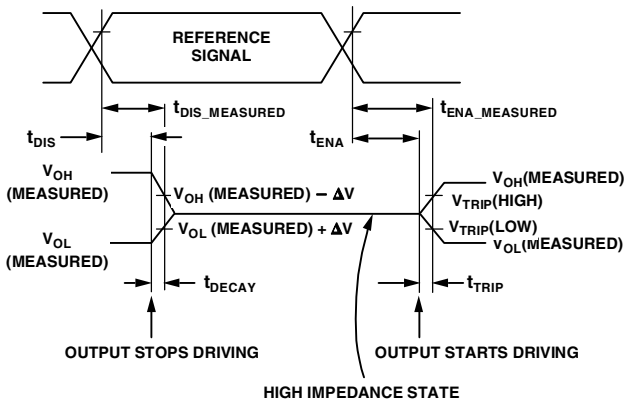 REFERENCE
SIGNAL
tDIS_MEASURED
tENA_MEASURED
tDIS
tENA
VOH
(MEASURED)
VOH (MEASURED) – ΔV
VOH(MEASURED)
VTRIP(HIGH)
VOL
(MEASURED)
VOL (MEASURED) + ΔV
VTRIP(LOW)
VOL(MEASURED)
tDECAY
tTRIP
OUTPUT STOPS DRIVING
OUTPUT STARTS DRIVING
HIGH IMPEDANCE STATE